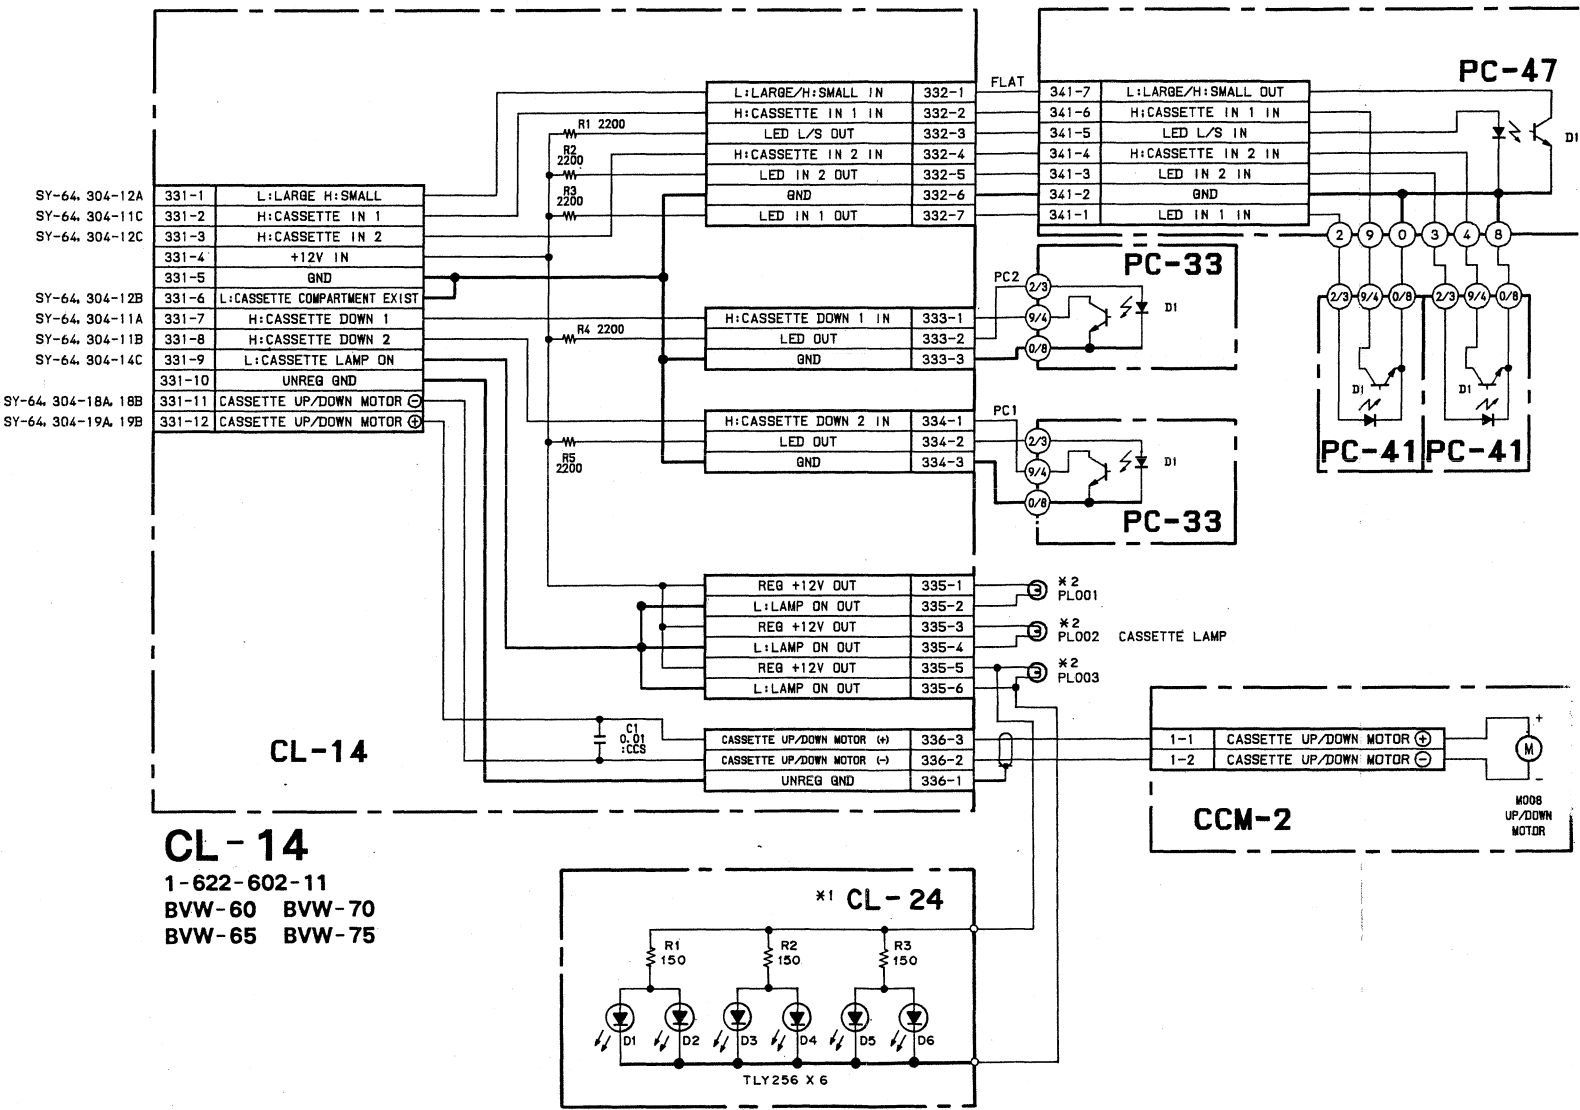 PC-47
L:LARGE/H:SMALL IN 332-1 FLAT 341-7 L:LARGE/H:SMALL OUT
H:CASSETTE IN 1 IN 332-2 341-6 H:CASSETTE IN 1 IN
R1 2200 LED L/S OUT 332-3 341-5 LED L/S IN D1
R2
2200
H:CASSETTE IN 2 IN 332-4 341-4 H:CASSETTE IN 2 IN
LED IN 2 OUT 332-5 341-3 LED IN 2 IN
R3
2200
GND 332-6 341-2 GND
LED IN 1 OUT 332-7 341-1 LED IN 1 IN
2 9 0 3 4 8
SY-64, 304-12A 331-1 L:LARGE H:SMALL
SY-64, 304-11C 331-2 H:CASSETTE IN 1
SY-64, 304-12C 331-3 H:CASSETTE IN 2
331-4 +12V IN
331-5 GND
SY-64, 304-12B 331-6 L:CASSETTE COMPARTMENT EXIST
SY-64, 304-11A 331-7 H:CASSETTE DOWN 1
SY-64, 304-11B 331-8 H:CASSETTE DOWN 2
SY-64, 304-14C 331-9 L:CASSETTE LAMP ON
331-10 UNREG GND
SY-64, 304-18A, 18B 331-11 CASSETTE UP/DOWN MOTOR ⊖
SY-64, 304-19A, 19B 331-12 CASSETTE UP/DOWN MOTOR ⊕
PC-33
PC2 2/3
9/4 D1
0/8
H:CASSETTE DOWN 1 IN 333-1
R4 2200 LED OUT 333-2
GND 333-3
2/3 9/4 0/8 2/3 9/4 0/8
D1 D1
PC-41 PC-41
H:CASSETTE DOWN 2 IN 334-1 PC1
LED OUT 334-2 2/3
R5
2200
GND 334-3 9/4 D1
0/8
PC-33
REG +12V OUT 335-1 ※2
L:LAMP ON OUT 335-2 PL001
REG +12V OUT 335-3 ※2
L:LAMP ON OUT 335-4 PL002 CASSETTE LAMP
REG +12V OUT 335-5 ※2
L:LAMP ON OUT 335-6 PL003
C1
0.01
:CCS
CASSETTE UP/DOWN MOTOR (+) 336-3
CASSETTE UP/DOWN MOTOR (−) 336-2
UNREG GND 336-1
1-1 CASSETTE UP/DOWN MOTOR ⊕ +
1-2 CASSETTE UP/DOWN MOTOR ⊖ M
−
M008
UP/DOWN
MOTOR
CCM-2
CL-14
CL-14
1-622-602-11
BVW-60 BVW-70
BVW-65 BVW-75
※1 CL-24
R1
150
R2
150
R3
150
D1 D2 D3 D4 D5 D6
TLY256 X 6